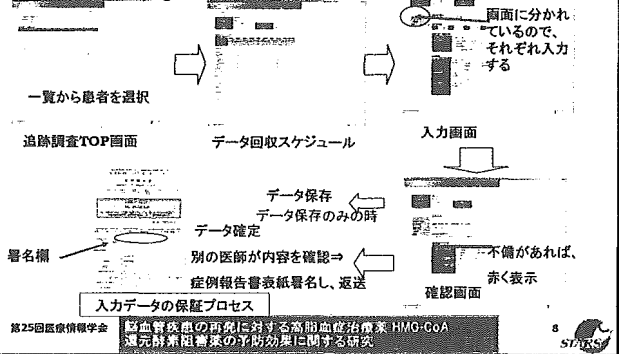 画面に分かれ
ているので、
それぞれ入力
する
一覧から患者を選択
追跡調査TOP画面
データ回収スケジュール
入力画面
データ保存
データ保存のみの時
データ確定
署名欄
別の医師が内容を確認⇒
症例報告書表紙署名し、返送
不備があれば、
赤く表示
確認画面
入力データの保証プロセス
第25回医療情報学会
脳血管疾患の再発に対する高脂血症治療薬 HMG-CoA
還元酵素阻害薬の予防効果に関する研究
8
STARS